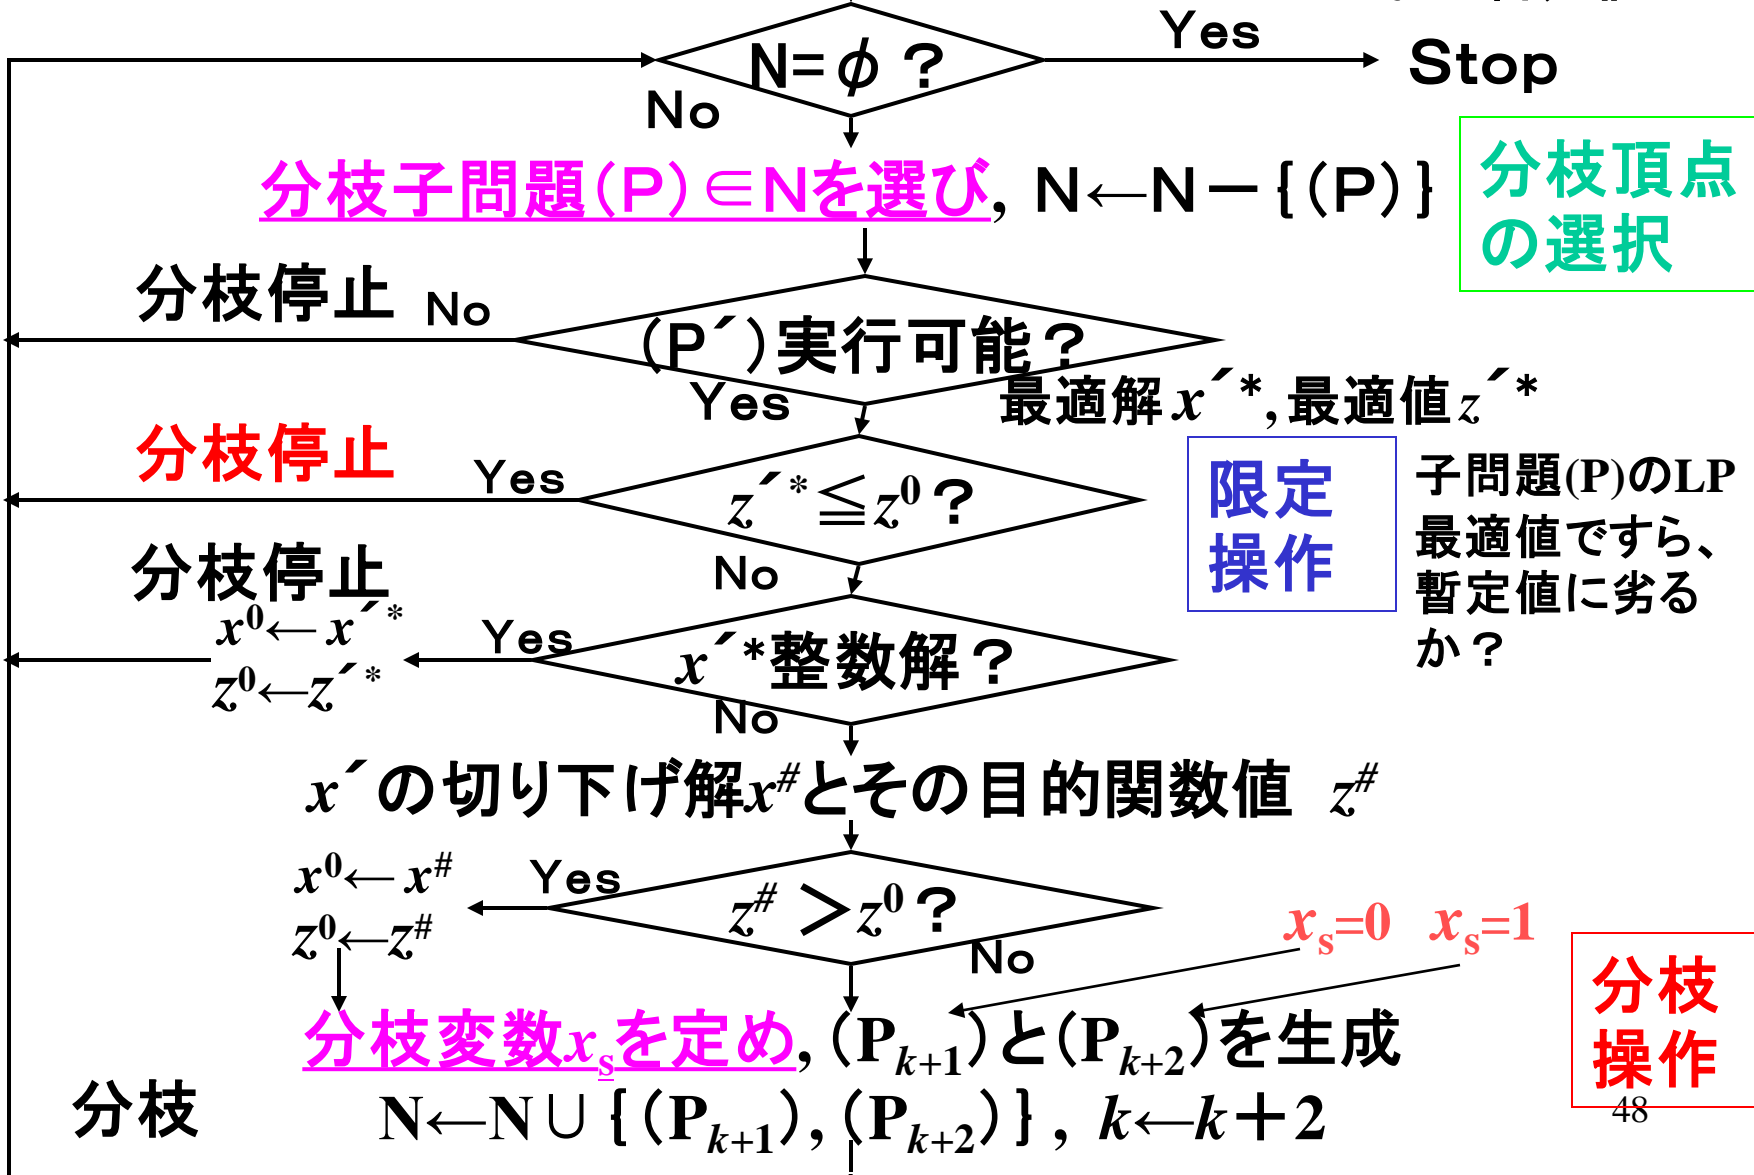 N=φ？
Yes
Stop
No
分枝子問題(P)∈Nを選び, N←N－{(P)}
分枝頂点
の選択
分枝停止 No
(P´)実行可能？
Yes
最適解x´*,最適値z´*
分枝停止
Yes
z´*≦z⁰？
限定
操作
子問題(P)のLP
最適値ですら、
暫定値に劣る
か？
No
分枝停止
x⁰←x´*
z⁰←z´*
Yes
x´*整数解？
No
x´の切り下げ解x#とその目的関数値 z#
x⁰←x#
z⁰←z#
Yes
z#＞z⁰？
No
xs=0 xs=1
分枝
操作
分枝変数xsを定め,(Pk+1)と(Pk+2)を生成
分枝 N←N∪{(Pk+1),(Pk+2)}, k←k＋2
48